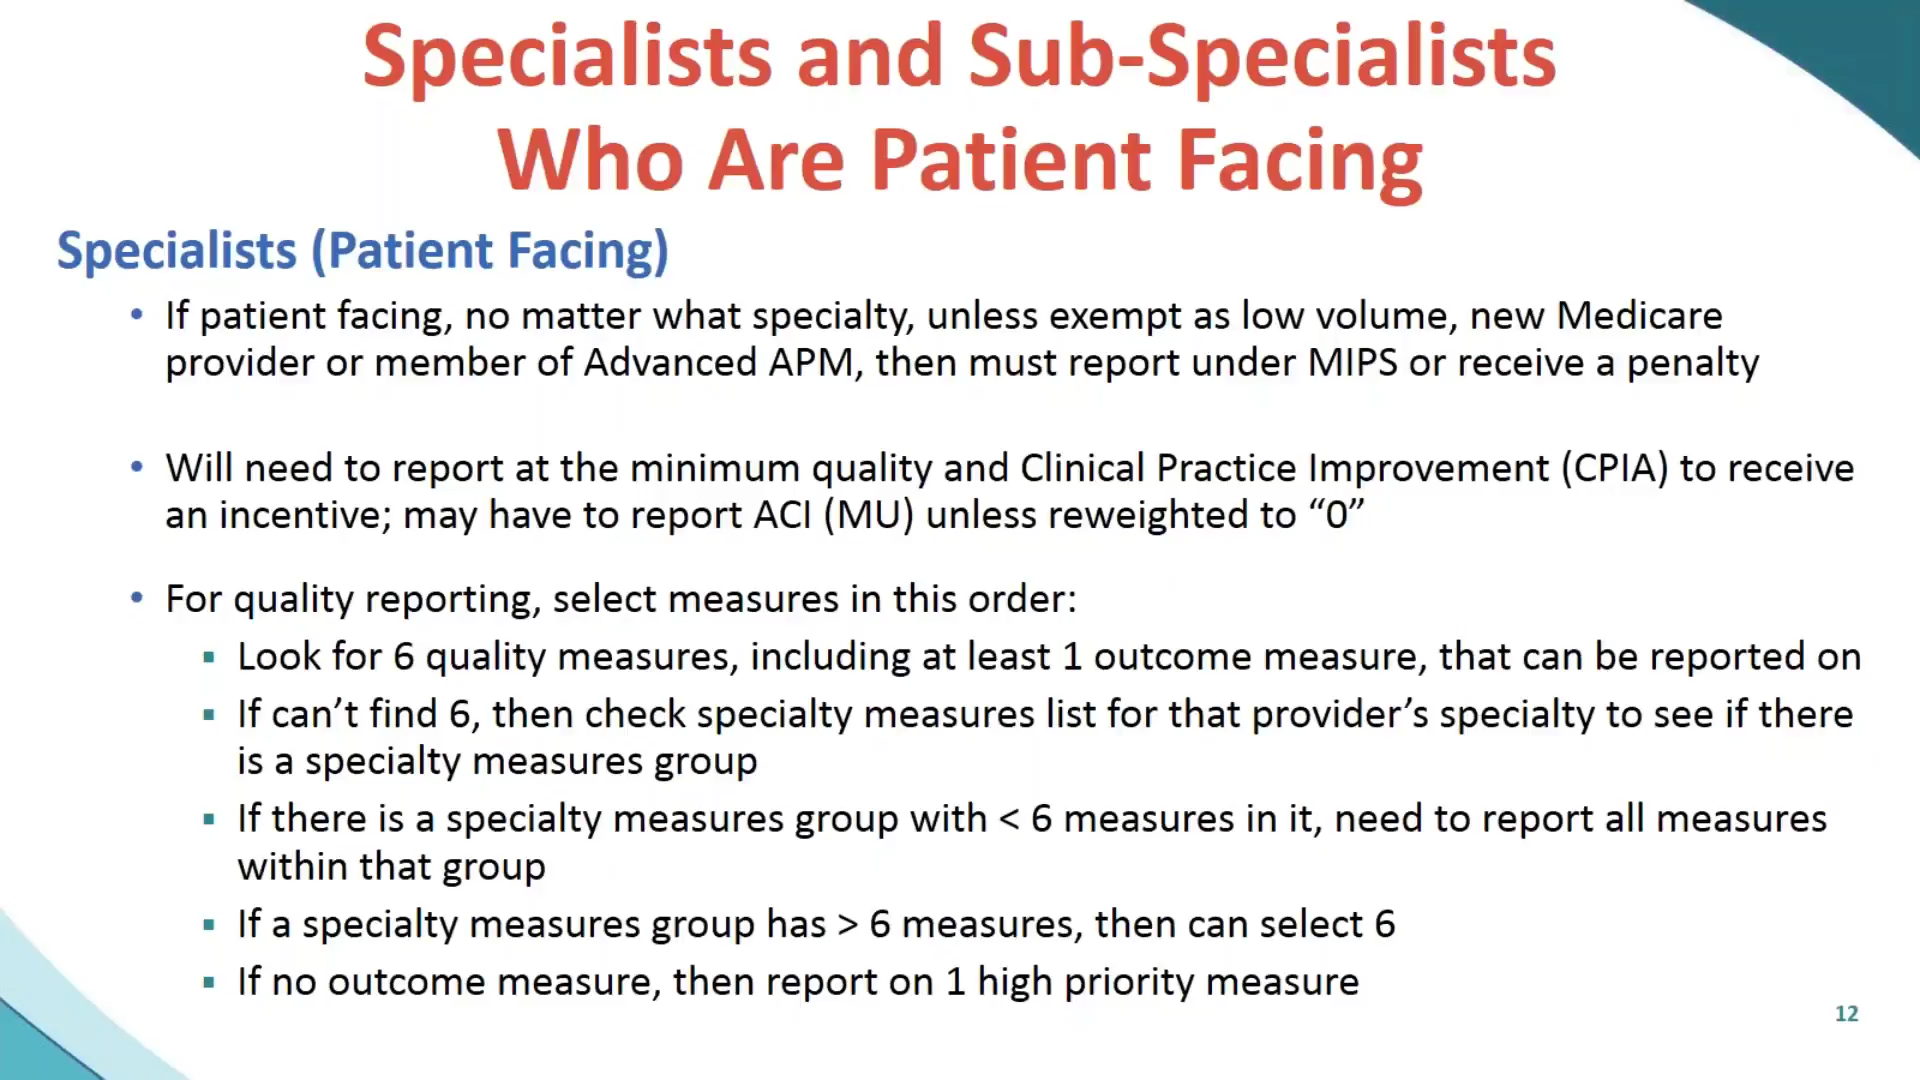 Specialists and Sub-Specialists
Who Are Patient Facing
Specialists (Patient Facing)
• If patient facing, no matter what specialty, unless exempt as low volume, new Medicare
provider or member of Advanced APM, then must report under MIPS or receive a penalty
• Will need to report at the minimum quality and Clinical Practice Improvement (CPIA) to receive
an incentive; may have to report ACI (MU) unless reweighted to “0”
• For quality reporting, select measures in this order:
▪ Look for 6 quality measures, including at least 1 outcome measure, that can be reported on
▪ If can’t find 6, then check specialty measures list for that provider’s specialty to see if there
is a specialty measures group
▪ If there is a specialty measures group with < 6 measures in it, need to report all measures
within that group
▪ If a specialty measures group has > 6 measures, then can select 6
▪ If no outcome measure, then report on 1 high priority measure
12